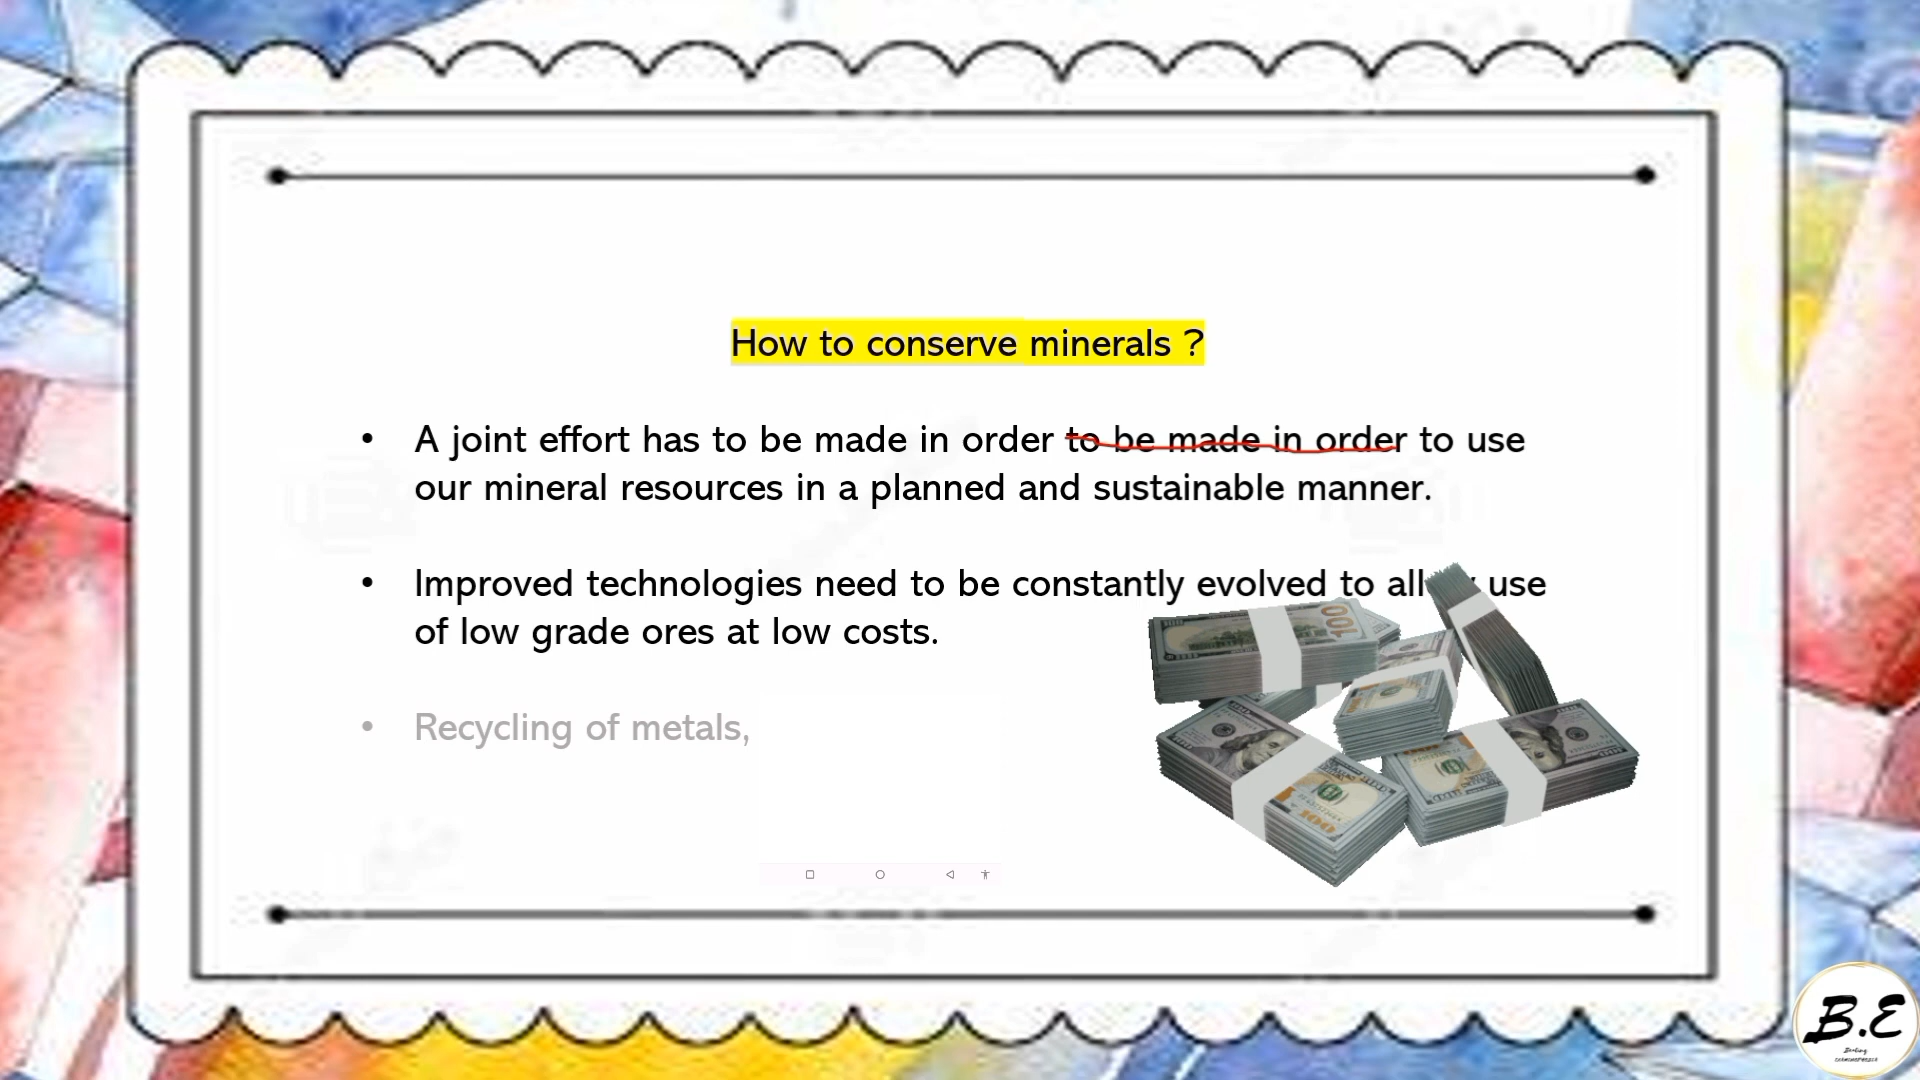 How to conserve minerals ?
• A joint effort has to be made in order to be made in order to use
our mineral resources in a planned and sustainable manner.
• Improved technologies need to be constantly evolved to all use
of low grade ores at low costs.
• Recycling of metals,
100
100
B.E